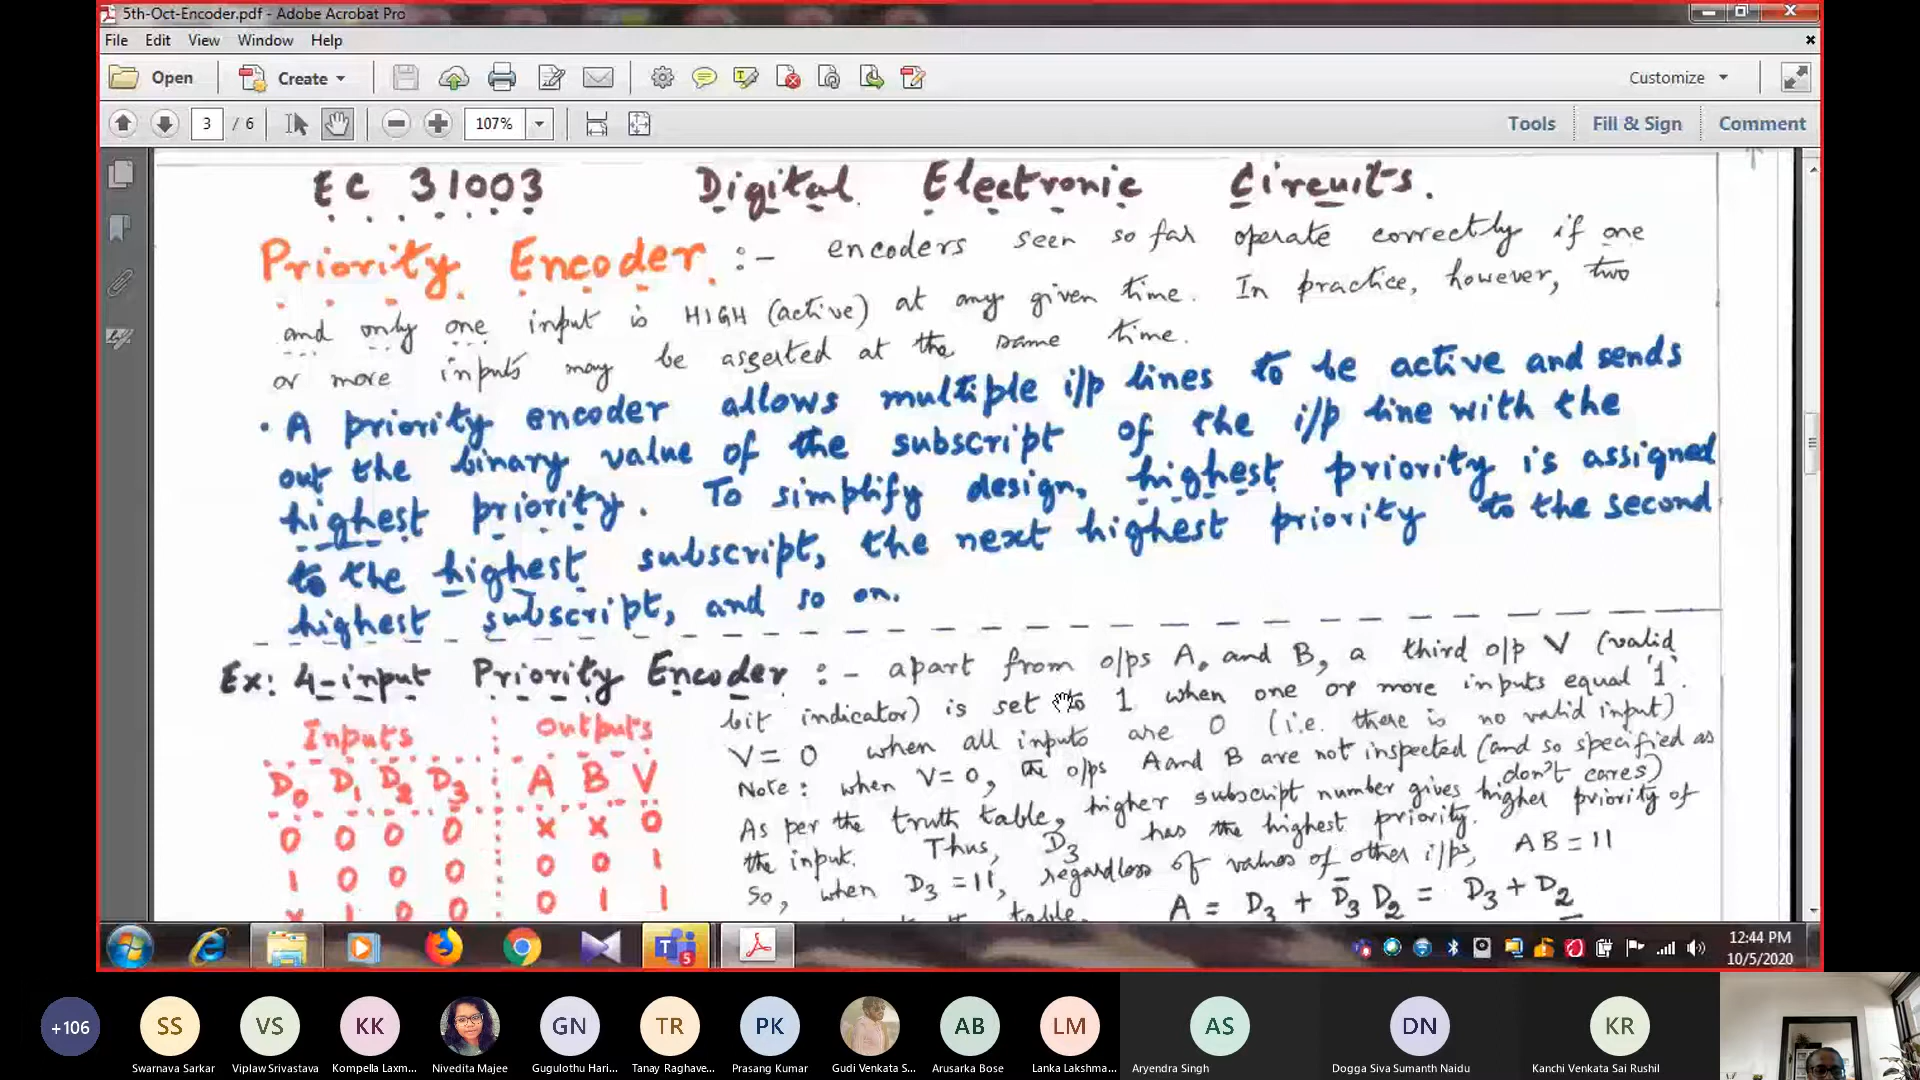 5th-Oct-Encoder.pdf - Adobe Acrobat Pro
File Edit View Window Help
Open Create Customize
3 / 6 107% Tools Fill & Sign Comment
EC 31003 Digital Electronic Circuits.
Priority Encoder :- encoders seen so far operate correctly if one
and only one input is HIGH (active) at any given time. In practice, however, two
or more inputs may be asserted at the same time.
• A priority encoder allows multiple i/p lines to be active and sends
out the binary value of the subscript of the i/p line with the
highest priority. To simplify design, highest priority is assigned
to the highest subscript, the next highest priority to the second
highest subscript, and so on.
Ex: 4-input Priority Encoder :- apart from o/ps A, and B, a third o/p V (valid
bit indicator) is set to 1 when one or more inputs equal '1'.
V = 0 when all inputs are 0 (i.e. there is no valid input)
Note: when V=0, the o/ps A and B are not inspected (and so specified as
don't cares)
As per the truth table, higher subscript number gives higher priority of
the input. Thus, D3 has the highest priority.
So, when D3 = 11, regardless of values of other i/ps, AB = 11
table. A = D3 + D̅3 D2 = D3 + D2
Inputs Outputs
D0 D1 D2 D3 A B V
0 0 0 0 x x 0
1 0 0 0 0 0 1
x 1 0 0 0 1 1
T 5
12:44 PM
10/5/2020
+106 SS VS KK GN TR PK AB LM AS DN KR
Swarnava Sarkar Viplaw Srivastava Kompella Laxm... Nivedita Majee Gugulothu Hari... Tanay Raghave... Prasang Kumar Gudi Venkata S... Arusarka Bose Lanka Lakshma... Aryendra Singh Dogga Siva Sumanth Naidu Kanchi Venkata Sai Rushil